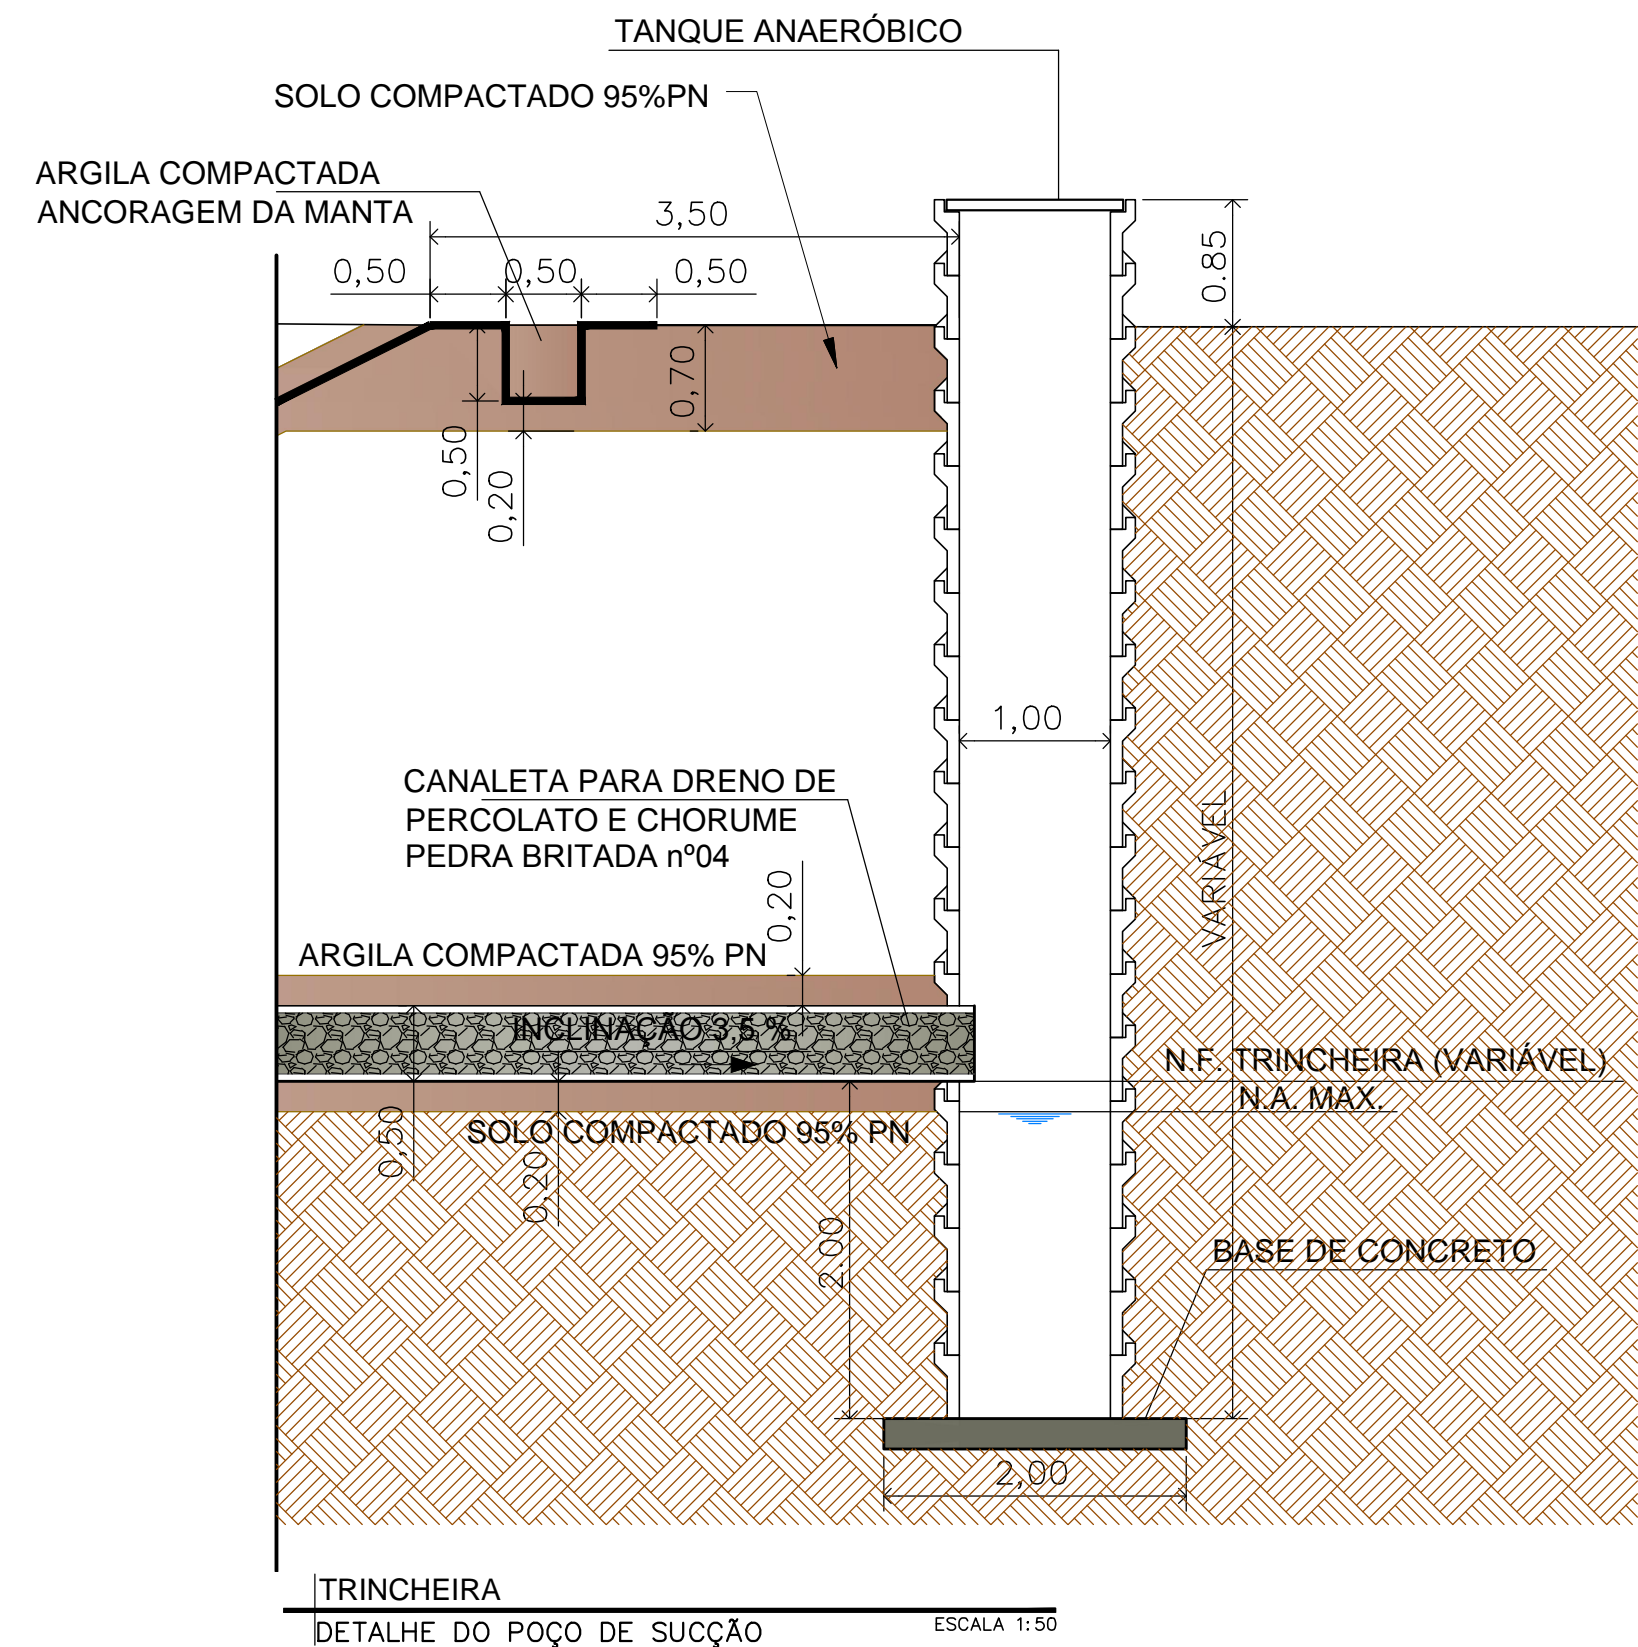 TANQUE ANAERÓBICO
SOLO COMPACTADO 95%PN
ARGILA COMPACTADA
ANCORAGEM DA MANTA
3,50
0.85
0,50
0,50
0,50
0,70
0,50
0,20
1,00
CANALETA PARA DRENO DE
PERCOLATO E CHORUME
PEDRA BRITADA nº04
VARIÁVEL
0,20
ARGILA COMPACTADA 95% PN
INCLINAÇÃO 3,5 %
N.F. TRINCHEIRA (VARIÁVEL)
N.A. MAX.
SOLO COMPACTADO 95% PN
0,50
0,20
2.00
BASE DE CONCRETO
2,00
TRINCHEIRA
DETALHE DO POÇO DE SUCÇÃO
ESCALA 1:50